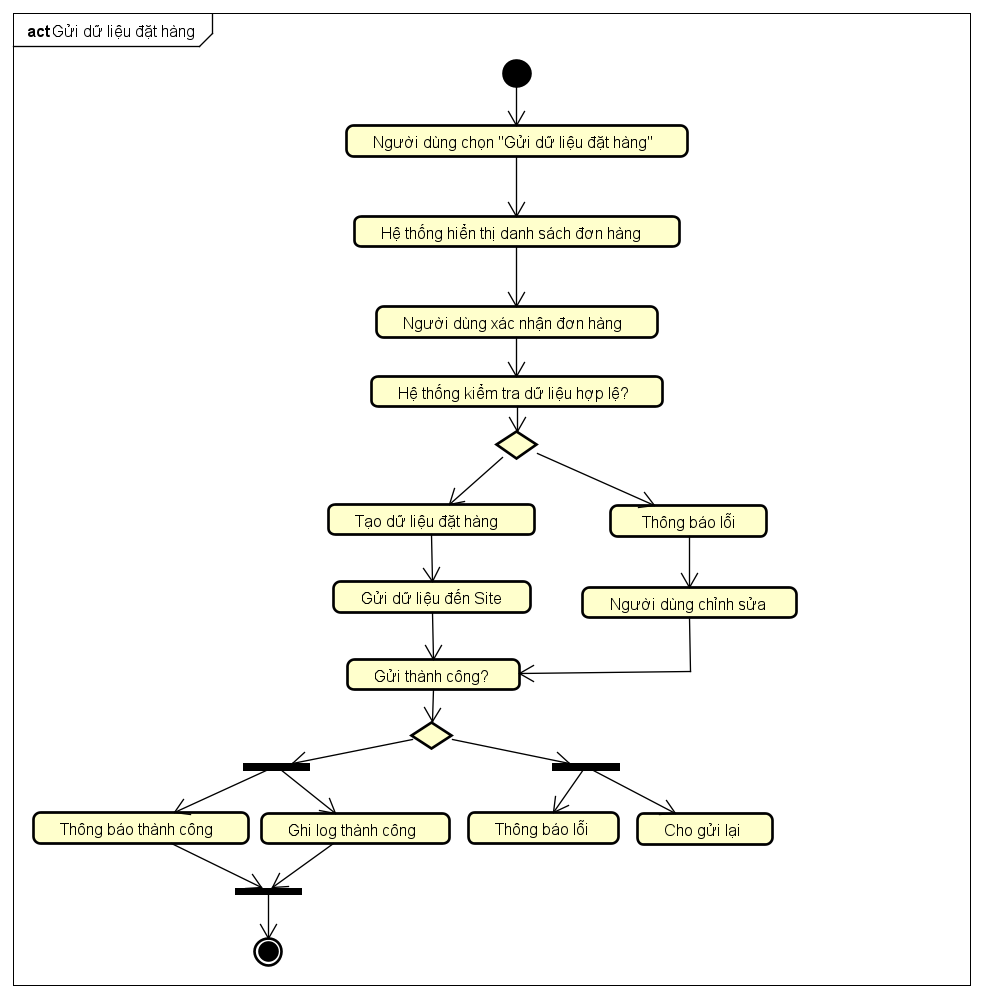 act Gửi dữ liệu đặt hàng
Người dùng chọn "Gửi dữ liệu đặt hàng"
Hệ thống hiển thị danh sách đơn hàng
Người dùng xác nhận đơn hàng
Hệ thống kiểm tra dữ liệu hợp lệ?
Tạo dữ liệu đặt hàng
Thông báo lỗi
Gửi dữ liệu đến Site
Người dùng chỉnh sửa
Gửi thành công?
Thông báo thành công
Ghi log thành công
Thông báo lỗi
Cho gửi lại